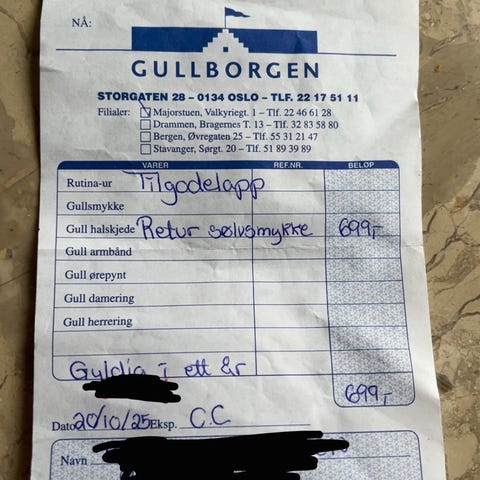 NÅ:
GULLBORGEN
STORGATEN 28 – 0134 OSLO – TLF. 22 17 51 11
Filialer: Majorstuen, Valkyriegt. 1 – Tlf. 22 46 61 28
Drammen, Bragernes T. 13 – Tlf. 32 83 58 80
Bergen, Øvregaten 25 – Tlf. 55 31 21 47
Stavanger, Sørgt. 20 – Tlf. 51 89 39 89
VARER REF.NR. BELØP
Rutina-ur Tilgodelapp
Gullsmykke
Gull halskjede Retur sølvsmykke 699,-
Gull armbånd
Gull ørepynt
Gull damering
Gull herrering
Gyldig i ett år
699,-
Dato 20/10/25 Eksp. C.C
Navn